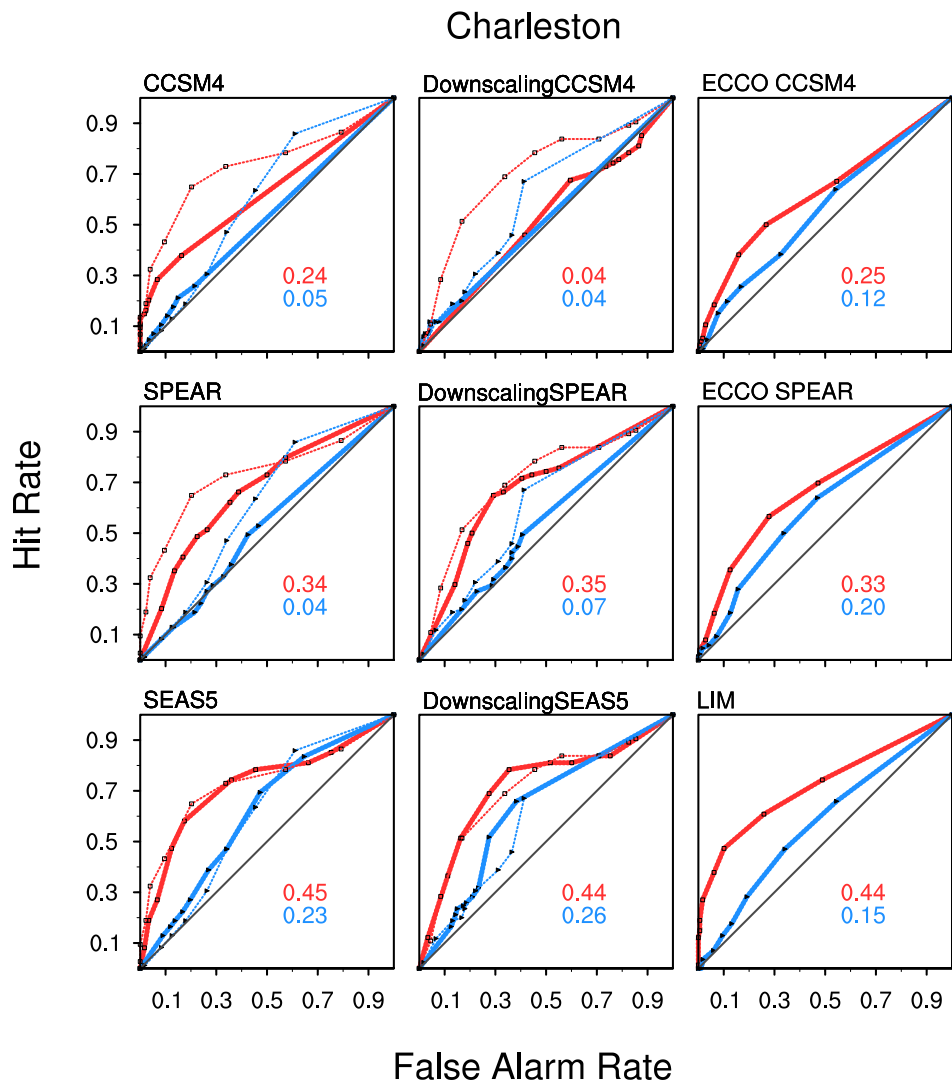 Charleston
CCSM4
DownscalingCCSM4
ECCO CCSM4
0.9
0.7
0.5
0.3
0.1
0.24
0.05
0.04
0.04
0.25
0.12
SPEAR
DownscalingSPEAR
ECCO SPEAR
0.9
0.7
0.5
0.3
0.1
0.34
0.04
0.35
0.07
0.33
0.20
Hit Rate
SEAS5
DownscalingSEAS5
LIM
0.9
0.7
0.5
0.3
0.1
0.45
0.23
0.44
0.26
0.44
0.15
0.1 0.3 0.5 0.7 0.9
0.1 0.3 0.5 0.7 0.9
0.1 0.3 0.5 0.7 0.9
False Alarm Rate